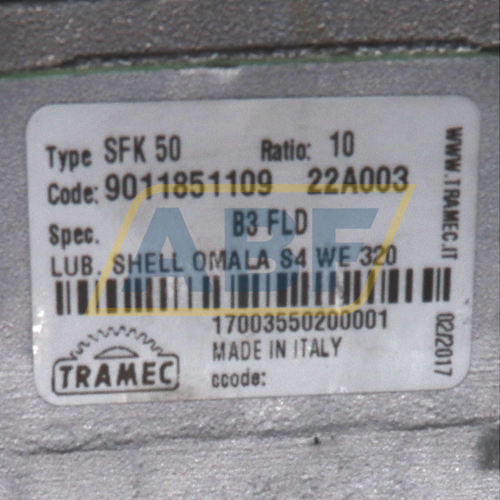 Type SFK 50 Ratio: 10
Code: 9011851109 22A003
Spec. B3 FLD
LUB. SHELL OMALA S4 WE 320
17003550200001
MADE IN ITALY
ccode:
TRAMEC
WWW.TRAMEC.IT
02/2017
ABF